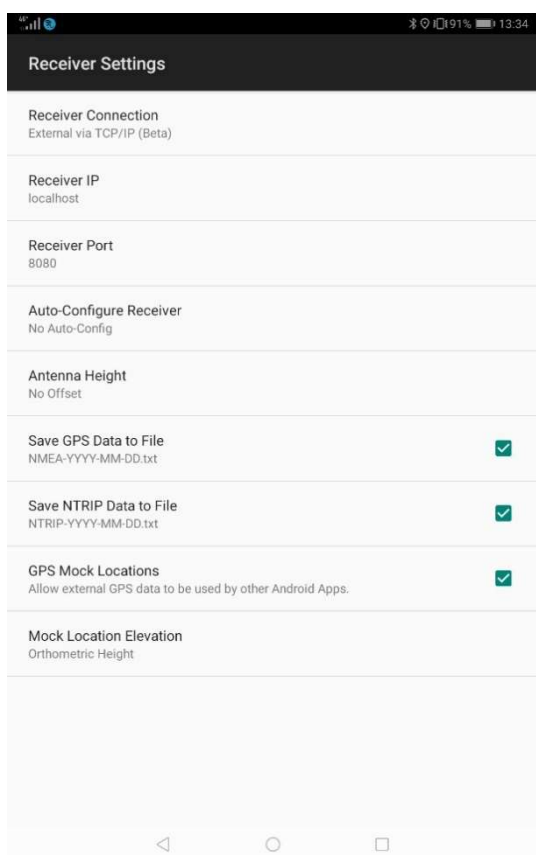 91% 13:34
Receiver Settings
Receiver Connection
External via TCP/IP (Beta)
Receiver IP
localhost
Receiver Port
8080
Auto-Configure Receiver
No Auto-Config
Antenna Height
No Offset
Save GPS Data to File
NMEA-YYYY-MM-DD.txt
Save NTRIP Data to File
NTRIP-YYYY-MM-DD.txt
GPS Mock Locations
Allow external GPS data to be used by other Android Apps.
Mock Location Elevation
Orthometric Height